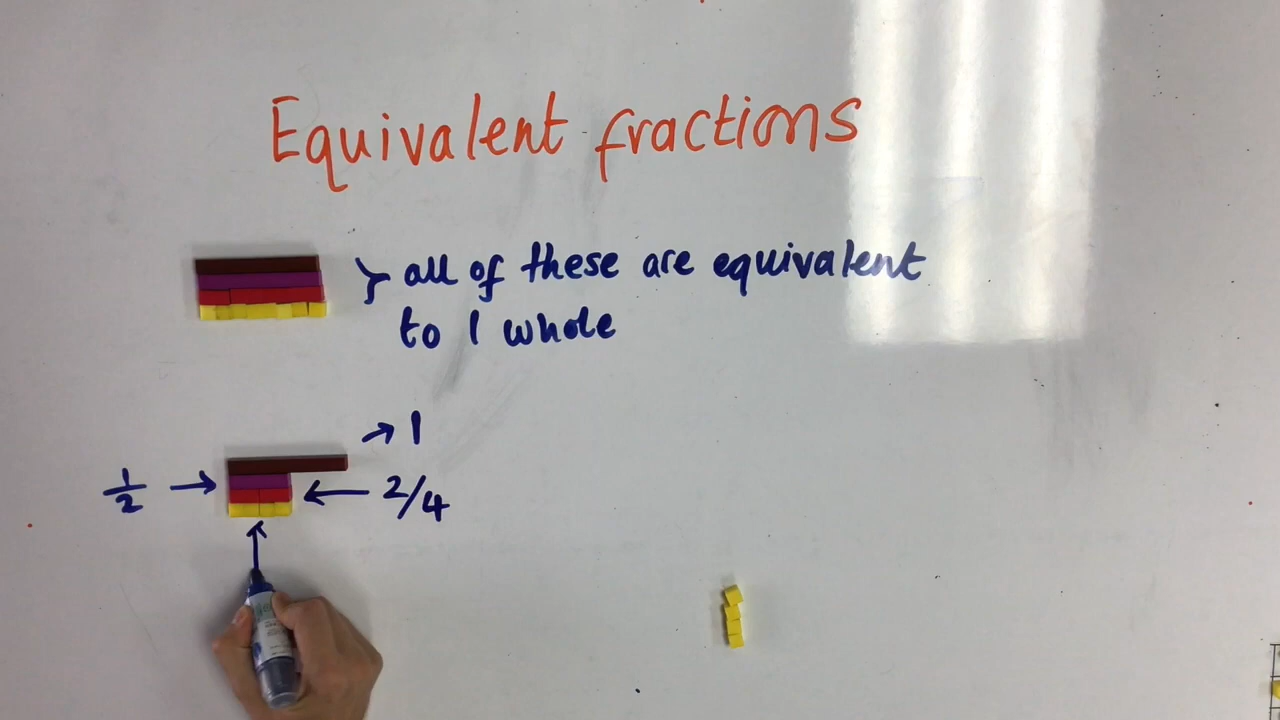 Equivalent fractions
all of these are equivalent
to 1 whole
1
1/2
2/4